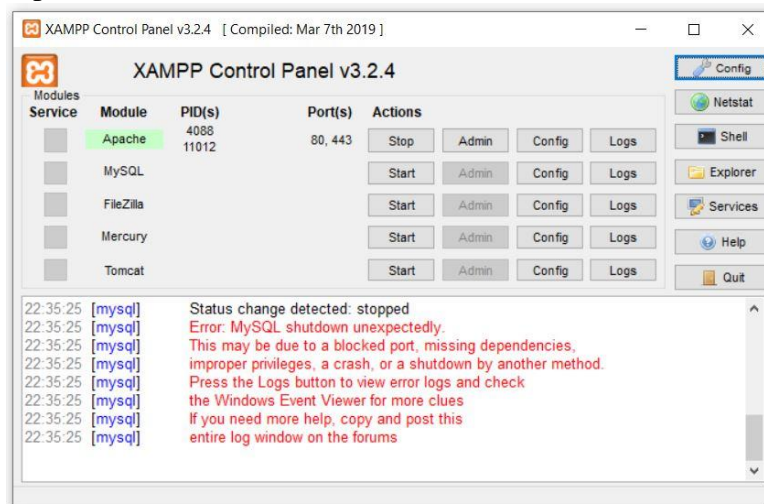 XAMPP Control Panel v3.2.4 [ Compiled: Mar 7th 2019 ]
XAMPP Control Panel v3.2.4
Config
Modules
Service Module PID(s) Port(s) Actions
Netstat
Apache 4088 11012 80, 443 Stop Admin Config Logs
Shell
MySQL Start Admin Config Logs
Explorer
FileZilla Start Admin Config Logs
Services
Mercury Start Admin Config Logs
Help
Tomcat Start Admin Config Logs
Quit
22:35:25 [mysql] Status change detected: stopped
22:35:25 [mysql] Error: MySQL shutdown unexpectedly.
22:35:25 [mysql] This may be due to a blocked port, missing dependencies,
22:35:25 [mysql] improper privileges, a crash, or a shutdown by another method.
22:35:25 [mysql] Press the Logs button to view error logs and check
22:35:25 [mysql] the Windows Event Viewer for more clues
22:35:25 [mysql] If you need more help, copy and post this
22:35:25 [mysql] entire log window on the forums